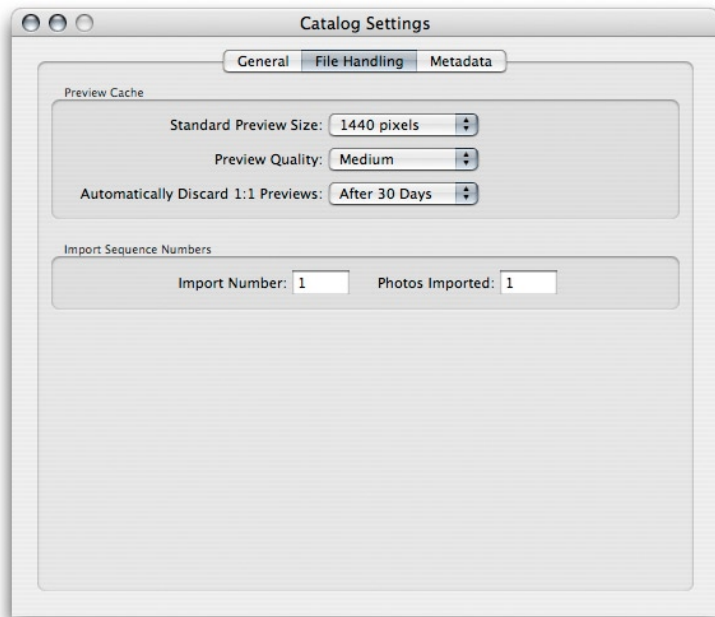 Catalog Settings
General File Handling Metadata
Preview Cache
Standard Preview Size: 1440 pixels
Preview Quality: Medium
Automatically Discard 1:1 Previews: After 30 Days
Import Sequence Numbers
Import Number: 1 Photos Imported: 1